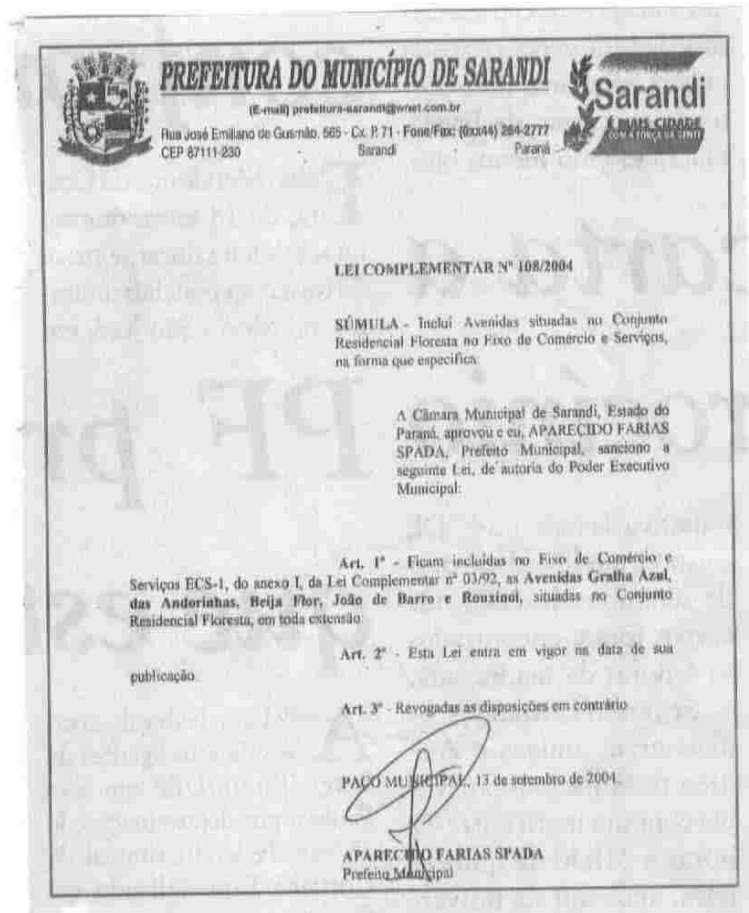 PREFEITURA DO MUNICÍPIO DE SARANDI
(E-mail) prefeitura-sarandi@wnet.com.br
Rua José Emiliano de Gusmão, 565 - Cx. P. 71 - Fone/Fax: (0xx44) 264-2777
CEP 87111-230 - Sarandi - Paraná -
Sarandi
É MAIS CIDADE
COM A FORÇA DA GENTE
LEI COMPLEMENTAR Nº 108/2004
SÚMULA - Inclui Avenidas situadas no Conjunto
Residencial Floresta no Eixo de Comércio e Serviços,
na forma que especifica:
A Câmara Municipal de Sarandi, Estado do
Paraná, aprovou e eu, APARECIDO FARIAS
SPADA, Prefeito Municipal, sanciono a
seguinte Lei, de autoria do Poder Executivo
Municipal:
Art. 1º - Ficam incluídas no Eixo de Comércio e
Serviços ECS-1, do anexo I, da Lei Complementar nº 03/92, as Avenidas Gralha Azul,
das Andorinhas, Beija Flor, João de Barro e Rouxinol, situadas no Conjunto
Residencial Floresta, em toda extensão.
Art. 2º - Esta Lei entra em vigor na data de sua
publicação.
Art. 3º - Revogadas as disposições em contrário.
PAÇO MUNICIPAL, 13 de setembro de 2004.
APARECIDO FARIAS SPADA
Prefeito Municipal